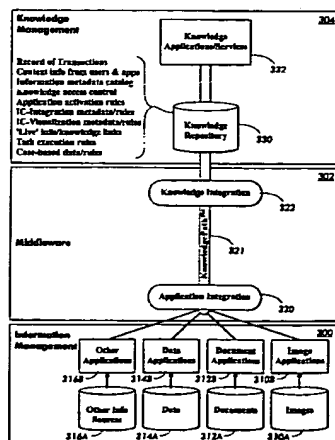 Knowledge
Management
304
Knowledge
Applications/Services
332
Record of Transactions
Context info from users & apps
Information metadata catalog
Knowledge access control
Application activation rules
IC-Integration metadata/rules
IC-Visualization metadata/rules
'Live' info/knowledge links
Task execution rules
Case-based data/rules
Knowledge
Repository
330
302
Knowledge Integration
322
Middleware
KnowledgePath
321
Application Integration
320
Information
Management
300
Other
Applications
Data
Applications
Document
Applications
Image
Applications
316B
314B
312B
310B
Other Info
Sources
Data
Documents
Images
316A
314A
312A
310A